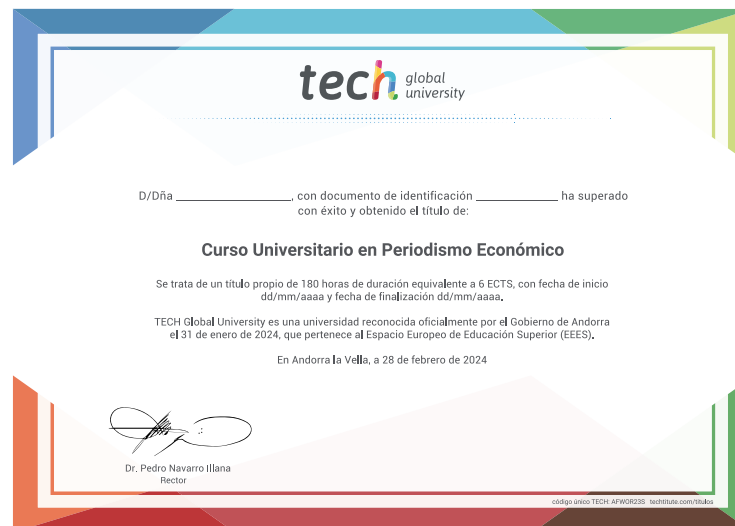 tech global university
D/Dña ____________________, con documento de identificación ______________ ha superado
con éxito y obtenido el título de:
Curso Universitario en Periodismo Económico
Se trata de un título propio de 180 horas de duración equivalente a 6 ECTS, con fecha de inicio
dd/mm/aaaa y fecha de finalización dd/mm/aaaa.
TECH Global University es una universidad reconocida oficialmente por el Gobierno de Andorra
el 31 de enero de 2024, que pertenece al Espacio Europeo de Educación Superior (EEES).
En Andorra la Vella, a 28 de febrero de 2024
Dr. Pedro Navarro Illana
Rector
código único TECH: AFWOR23S techtitute.com/titulos